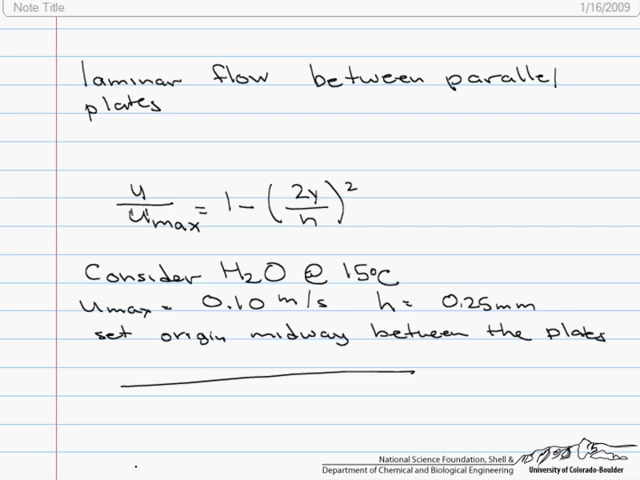 Note Title
1/16/2009
laminar flow between parallel
plates
u/umax = 1 - (2y/h)²
Consider H₂O @ 15°C
umax = 0.10 m/s h = 0.25mm
set origin midway between the plates
National Science Foundation, Shell &
Department of Chemical and Biological Engineering
University of Colorado-Boulder